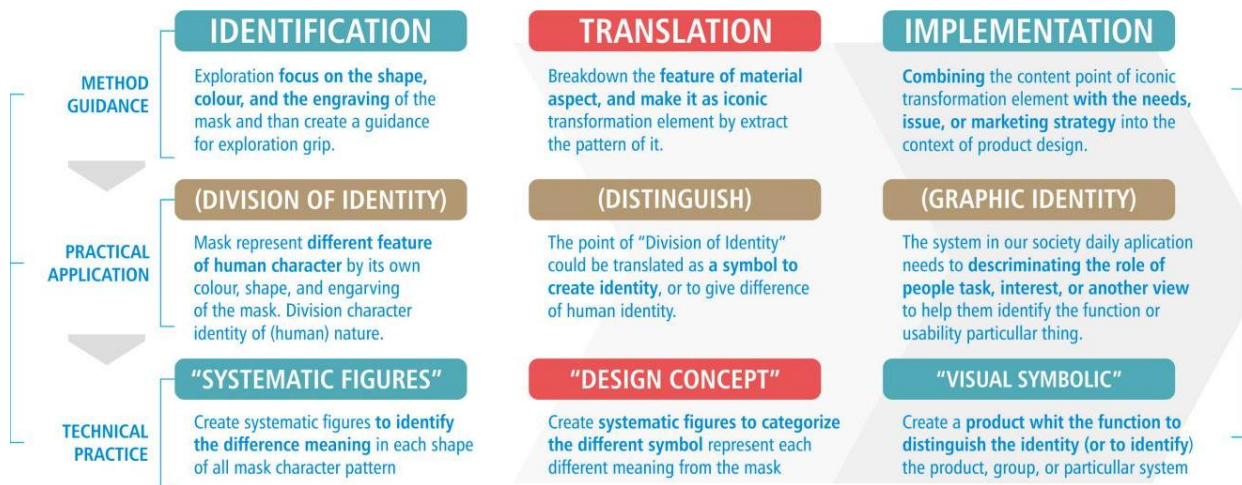 IDENTIFICATION
TRANSLATION
IMPLEMENTATION
METHOD
GUIDANCE
Exploration focus on the shape,
colour, and the engraving of the
mask and than create a guidance
for exploration grip.
Breakdown the feature of material
aspect, and make it as iconic
transformation element by extract
the pattern of it.
Combining the content point of iconic
transformation element with the needs,
issue, or marketing strategy into the
context of product design.
(DIVISION OF IDENTITY)
(DISTINGUISH)
(GRAPHIC IDENTITY)
PRACTICAL
APPLICATION
Mask represent different feature
of human character by its own
colour, shape, and engarving
of the mask. Division character
identity of (human) nature.
The point of “Division of Identity”
could be translated as a symbol to
create identity, or to give difference
of human identity.
The system in our society daily aplication
needs to descriminating the role of
people task, interest, or another view
to help them identify the function or
usability particullar thing.
“SYSTEMATIC FIGURES”
“DESIGN CONCEPT”
“VISUAL SYMBOLIC”
TECHNICAL
PRACTICE
Create systematic figures to identify
the difference meaning in each shape
of all mask character pattern
Create systematic figures to categorize
the different symbol represent each
different meaning from the mask
Create a product whit the function to
distinguish the identity (or to identify)
the product, group, or particullar system